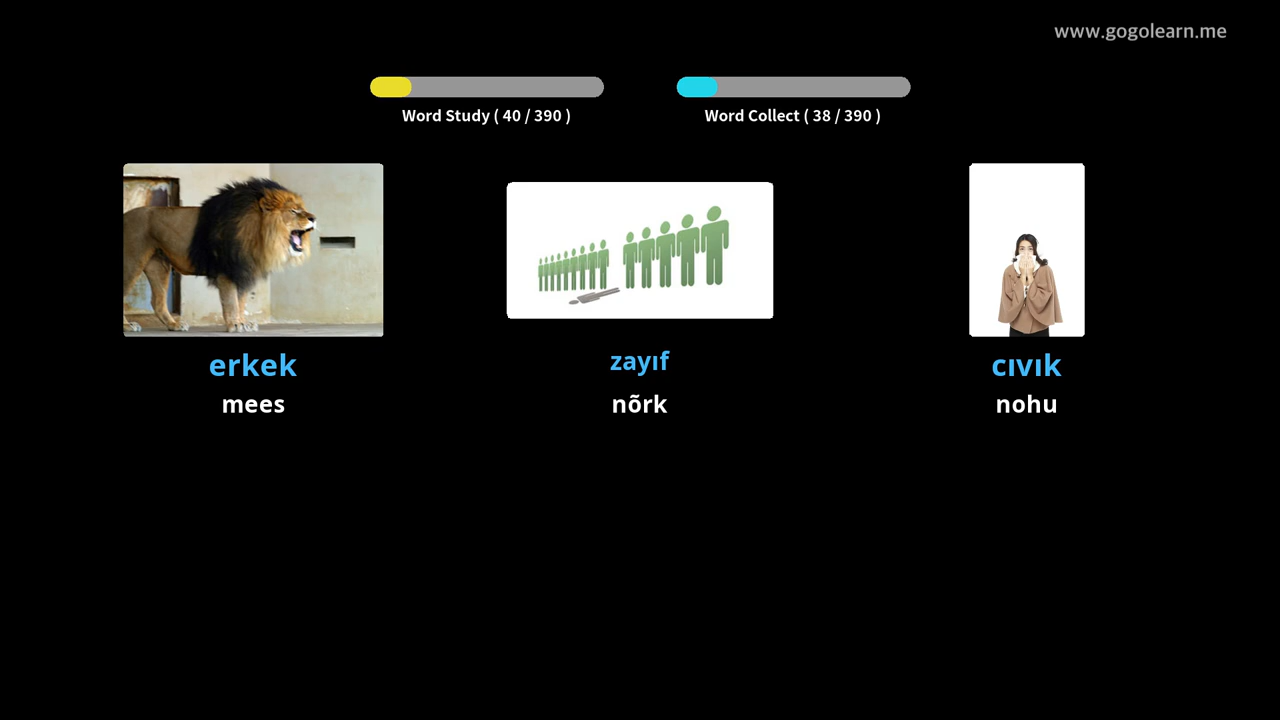 www.gogolearn.me
Word Study ( 40 / 390 )
Word Collect ( 38 / 390 )
erkek
mees
zayıf
nõrk
cıvık
nohu